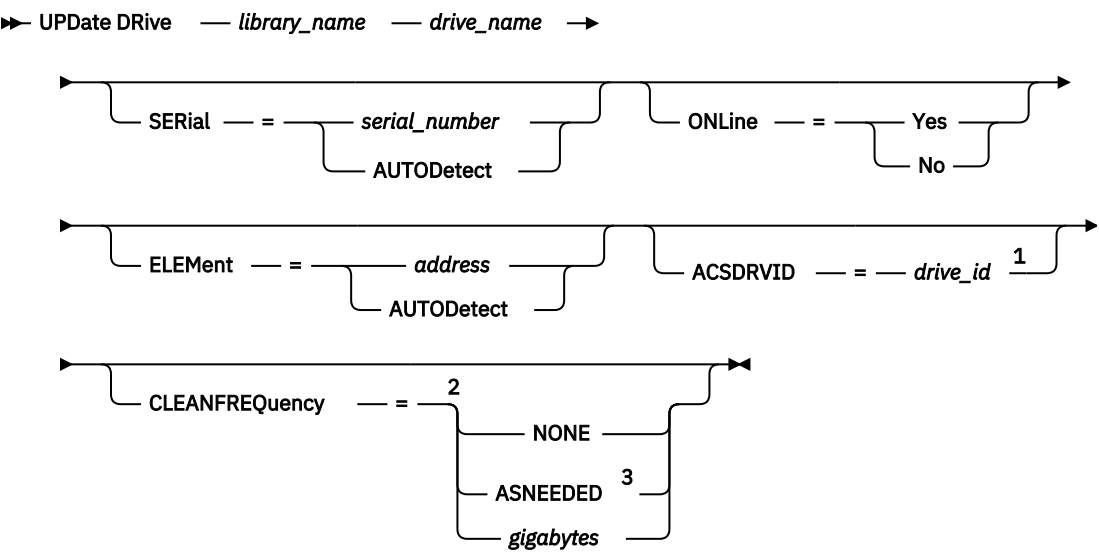 UPDate DRive library_name drive_name
SERial = serial_number ONLine = Yes
AUTODetect No
ELEMent = address ACSDRVID = drive_id 1
AUTODetect
CLEANFREQuency = 2
NONE
ASNEEDED 3
gigabytes